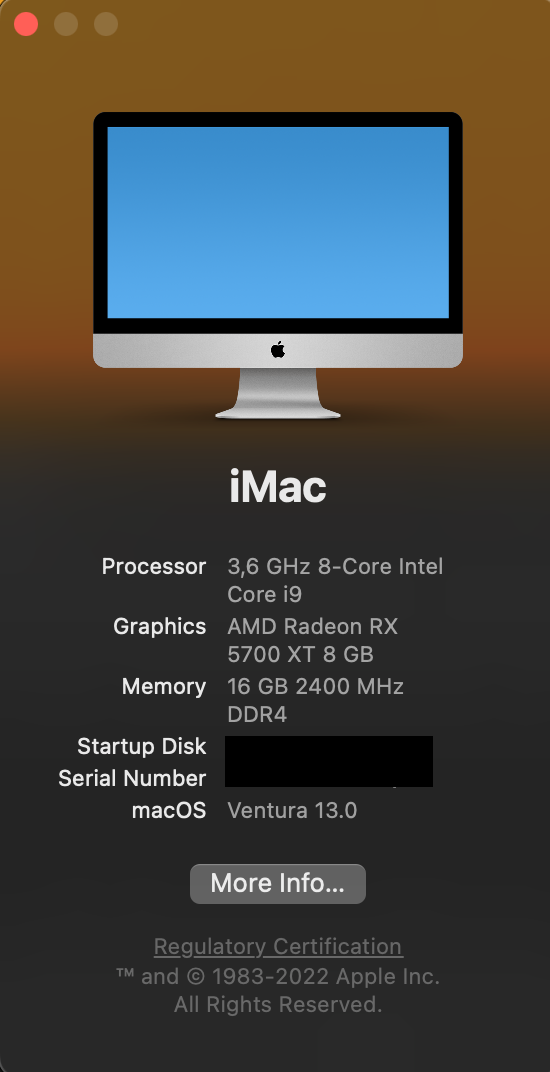 iMac
Processor 3,6 GHz 8-Core Intel
Core i9
Graphics AMD Radeon RX
5700 XT 8 GB
Memory 16 GB 2400 MHz
DDR4
Startup Disk
Serial Number
macOS Ventura 13.0
More Info...
Regulatory Certification
™ and © 1983-2022 Apple Inc.
All Rights Reserved.